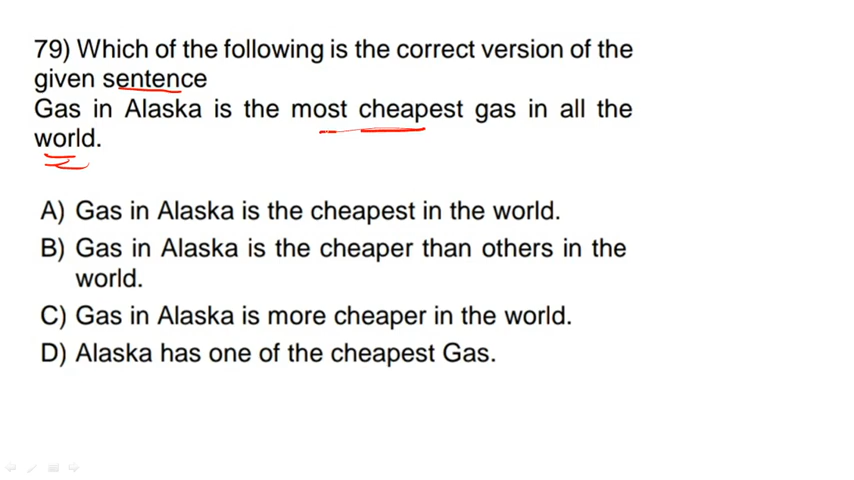 79) Which of the following is the correct version of the
given sentence
Gas in Alaska is the most cheapest gas in all the
world.
A) Gas in Alaska is the cheapest in the world.
B) Gas in Alaska is the cheaper than others in the
world.
C) Gas in Alaska is more cheaper in the world.
D) Alaska has one of the cheapest Gas.